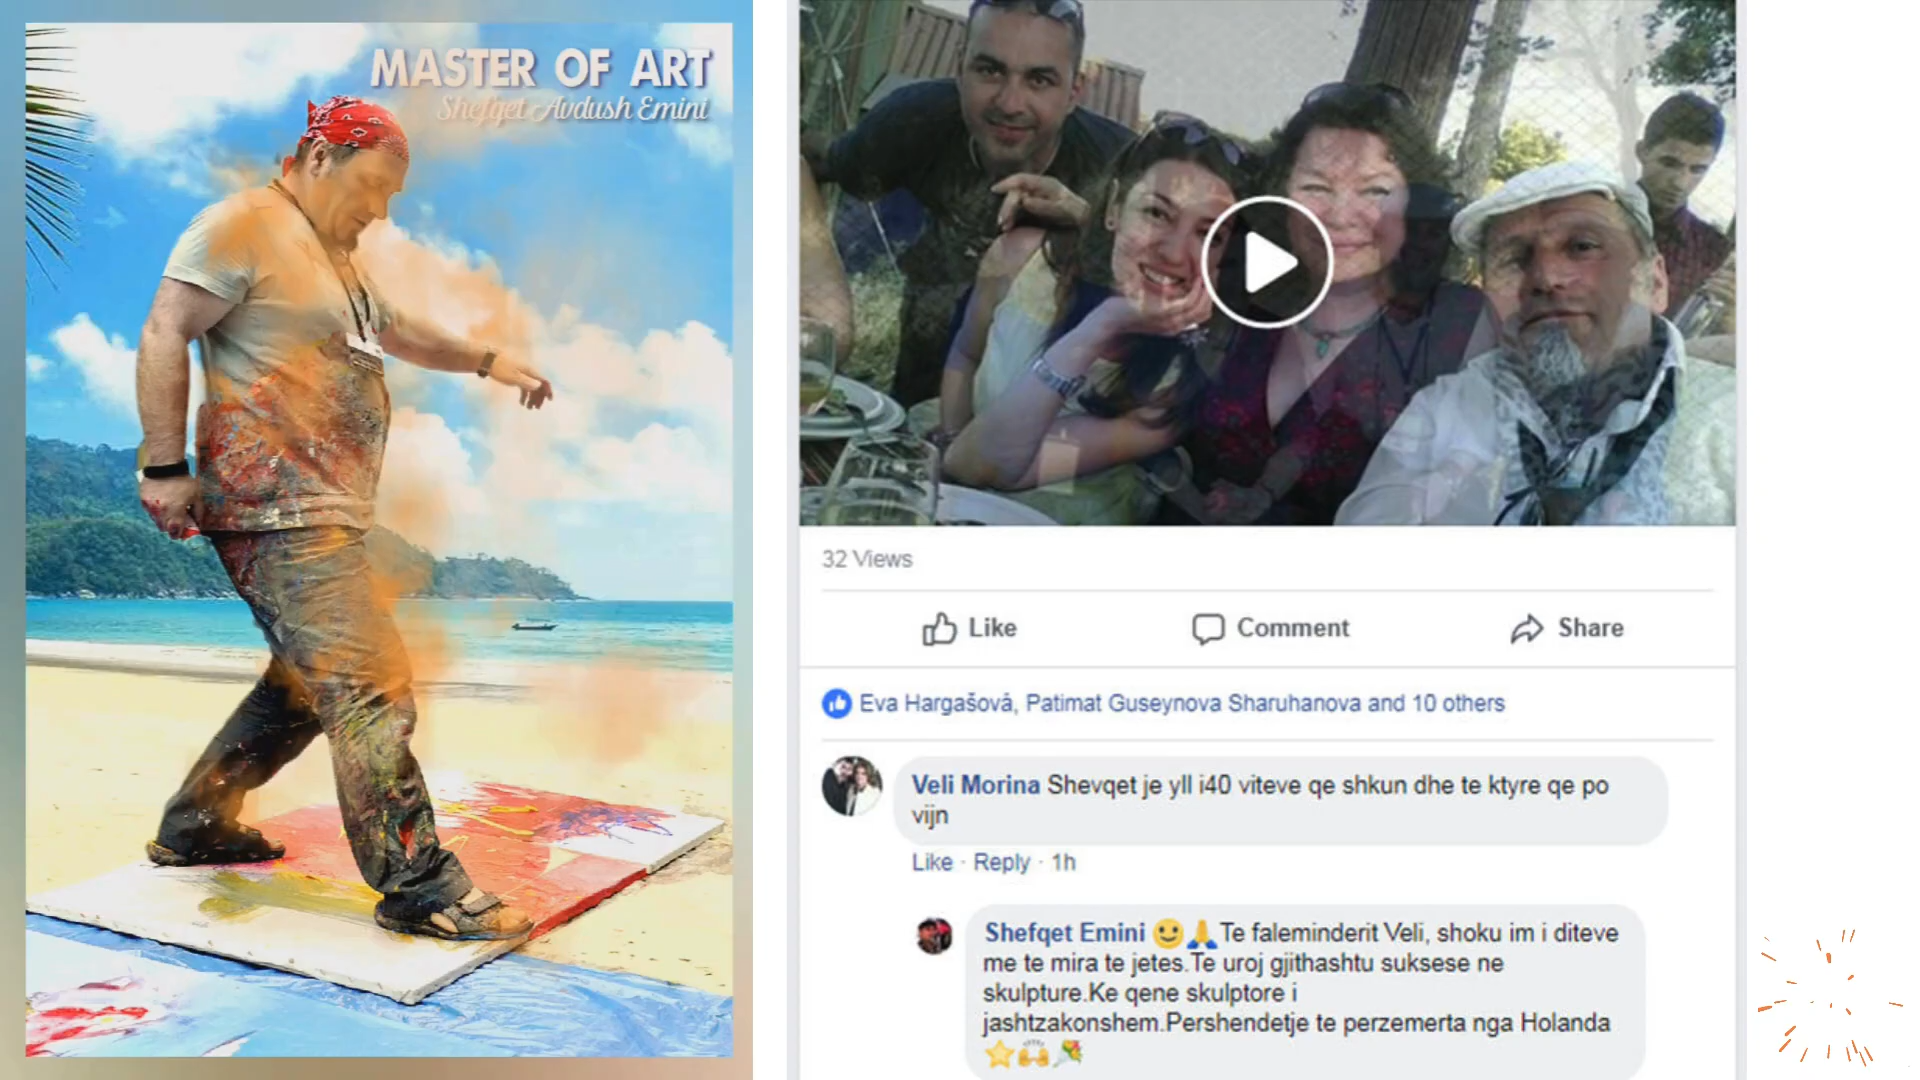 MASTER OF ART
Shefqet Avdush Emini
32 Views
Like
Comment
Share
Eva Hargašová, Patimat Guseynova Sharuhanova and 10 others
Veli Morina Shevqet je yll i40 viteve qe shkun dhe te ktyre qe po
vijn
Like · Reply · 1h
Shefqet Emini 🙂🙏Te faleminderit Veli, shoku im i diteve
me te mira te jetes.Te uroj gjithashtu suksese ne
skulpture.Ke qene skulptore i
jashtzakonshem.Pershendetje te perzemerta nga Holanda
⭐🙌💐